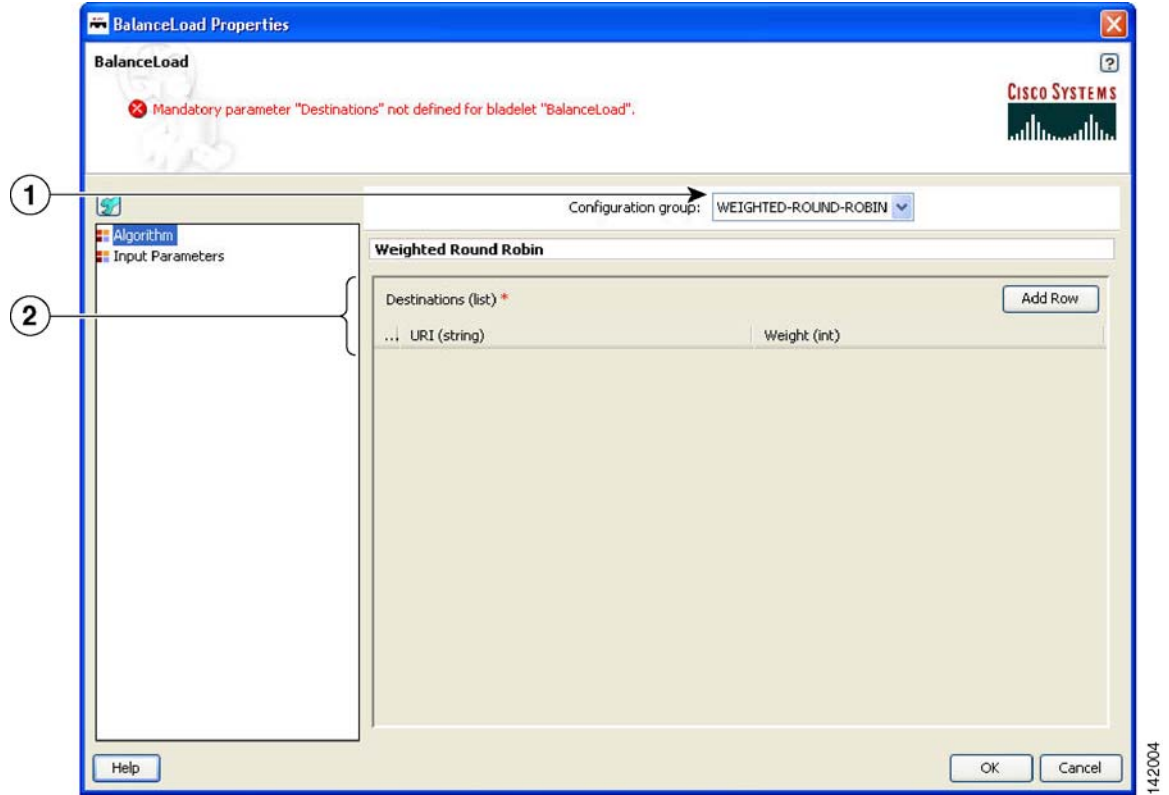 BalanceLoad Properties
BalanceLoad
Mandatory parameter "Destinations" not defined for bladelet "BalanceLoad".
CISCO SYSTEMS
1
Configuration group: WEIGHTED-ROUND-ROBIN
Algorithm
Input Parameters
Weighted Round Robin
2
Destinations (list) *
Add Row
... URI (string) Weight (int)
Help
OK
Cancel
142004